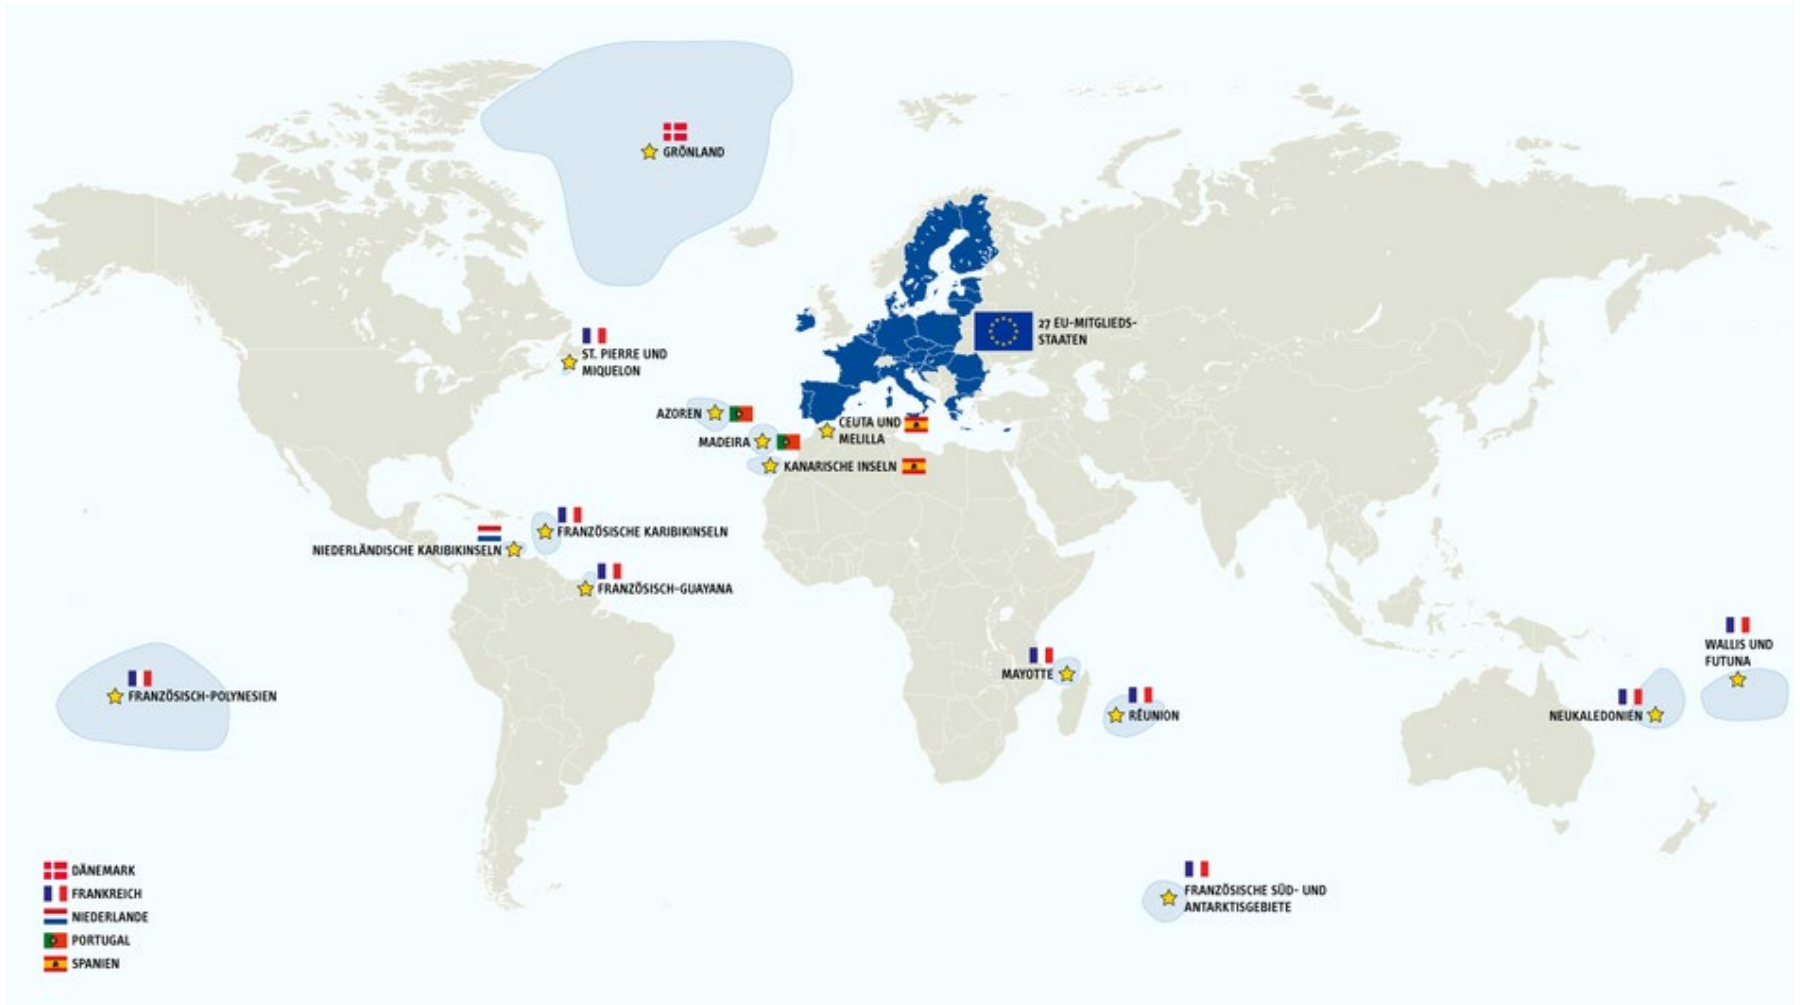 GRÖNLAND
27 EU-MITGLIEDS-
STAATEN
ST. PIERRE UND
MIQUELON
AZOREN
MADEIRA
CEUTA UND
MELILLA
KANARISCHE INSELN
FRANZÖSISCHE KARIBIKINSELN
NIEDERLÄNDISCHE KARIBIKINSELN
FRANZÖSISCH-GUAYANA
WALLIS UND
FUTUNA
MAYOTTE
FRANZÖSISCH-POLYNESIEN
RÉUNION
NEUKALEDONIEN
FRANZÖSISCHE SÜD- UND
ANTARKTISGEBIETE
DÄNEMARK
FRANKREICH
NIEDERLANDE
PORTUGAL
SPANIEN